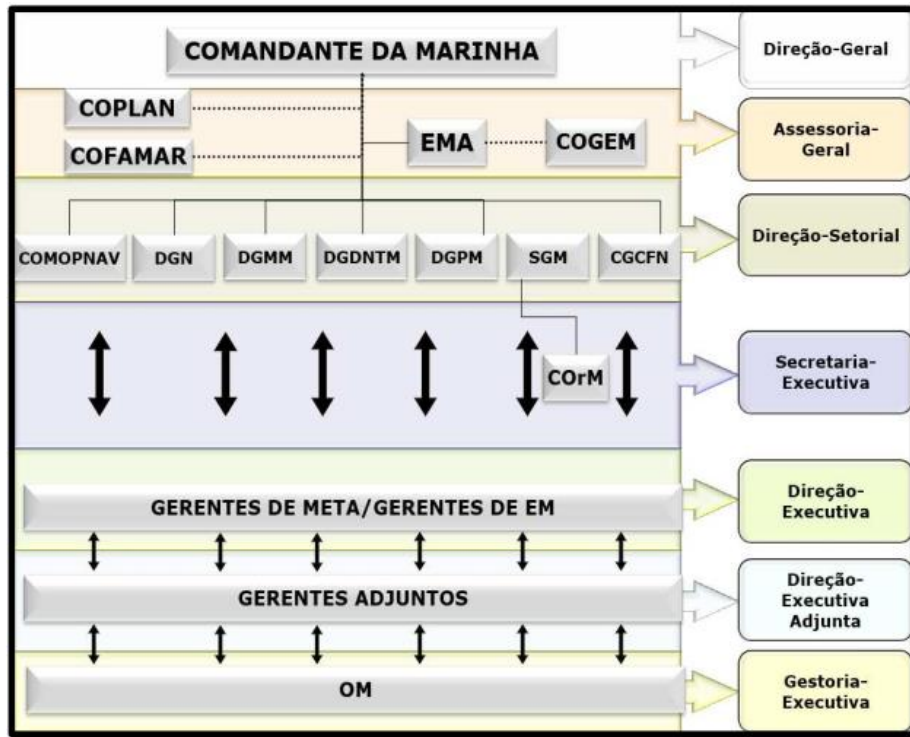 COMANDANTE DA MARINHA
Direção-Geral
COPLAN
COFAMAR
EMA
COGEM
Assessoria-
Geral
COMOPNAV
DGN
DGMM
DGDNTM
DGPM
SGM
CGCFN
Direção-Setorial
COrM
Secretaria-
Executiva
GERENTES DE META/GERENTES DE EM
Direção-
Executiva
GERENTES ADJUNTOS
Direção-
Executiva
Adjunta
OM
Gestoria-
Executiva